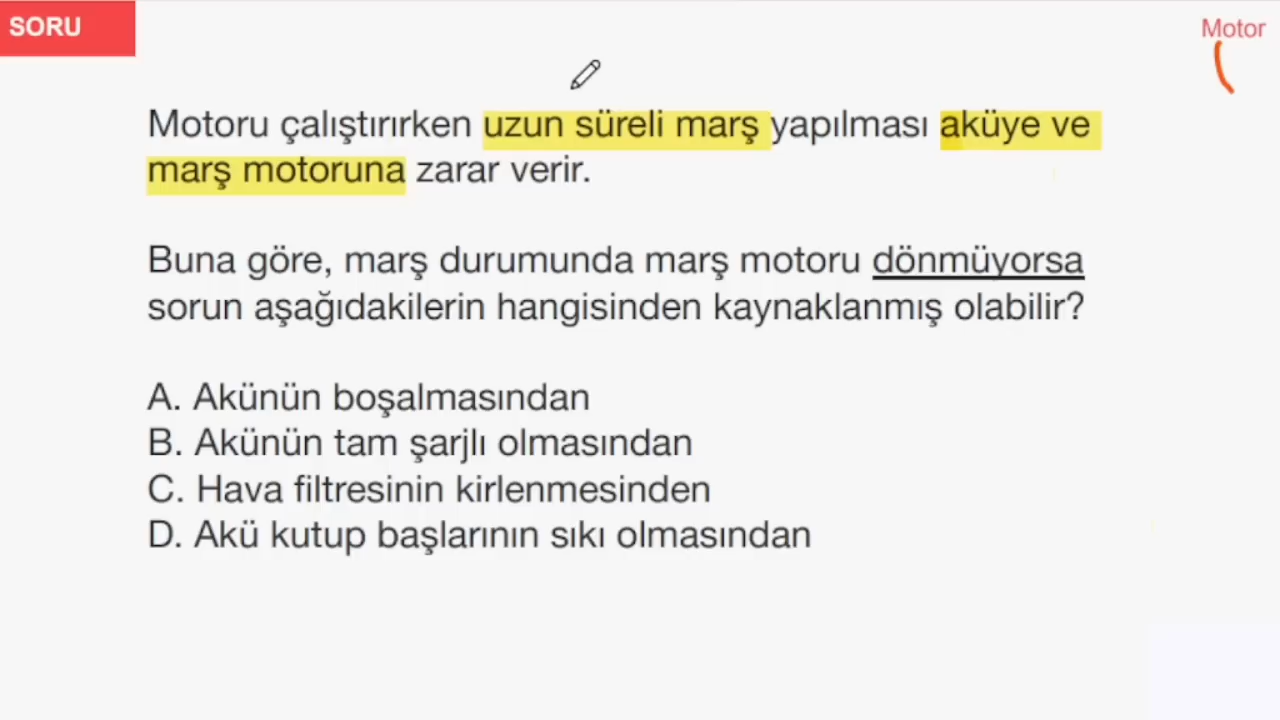 SORU
Motor
Motoru çalıştırırken uzun süreli marş yapılması aküye ve
marş motoruna zarar verir.
Buna göre, marş durumunda marş motoru dönmüyorsa
sorun aşağıdakilerin hangisinden kaynaklanmış olabilir?
A. Akünün boşalmasından
B. Akünün tam şarjlı olmasından
C. Hava filtresinin kirlenmesinden
D. Akü kutup başlarının sıkı olmasından